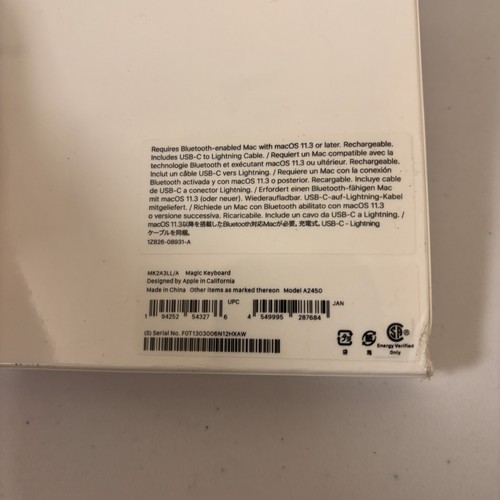 Requires Bluetooth-enabled Mac with macOS 11.3 or later. Rechargeable.
Includes USB-C to Lightning Cable. / Requiert un Mac compatible avec la
technologie Bluetooth et exécutant macOS 11.3 ou ultérieur. Rechargeable.
Inclut un câble USB-C vers Lightning. / Requiere un Mac con la conexión
Bluetooth activada y con macOS 11.3 o posterior. Recargable. Incluye cable
de USB-C a conector Lightning. / Erfordert einen Bluetooth-fähigen Mac
mit macOS 11.3 (oder neuer). Wiederaufladbar. USB-C-auf-Lightning-Kabel
mitgeliefert. / Richiede un Mac con Bluetooth abilitato con macOS 11.3
o versione successiva. Ricaricabile. Include un cavo da USB-C a Lightning. /
macOS 11.3以降を搭載したBluetooth対応Macが必要。充電式。USB-C - Lightning
ケーブルを同梱。
1Z826-08931-A
MK2A3LL/A Magic Keyboard
Designed by Apple in California
Made in China Other items as marked thereon Model A2450
UPC JAN
1 94252 54327 6 4 549995 287684
(S) Serial No. F0T1303006N12HXAW
プラ
袋 箱
SA
Energy Verified
Only